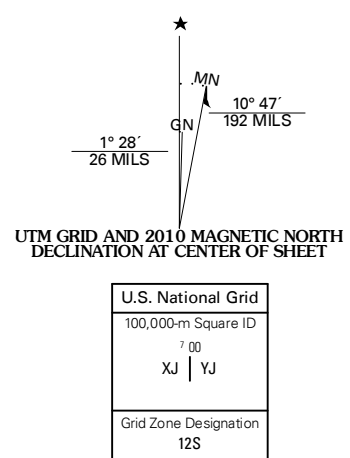 ★
MN
10° 47´
192 MILS
GN
1° 28´
26 MILS
UTM GRID AND 2010 MAGNETIC NORTH
DECLINATION AT CENTER OF SHEET
U.S. National Grid
100,000-m Square ID
7 00
XJ YJ
Grid Zone Designation
12S